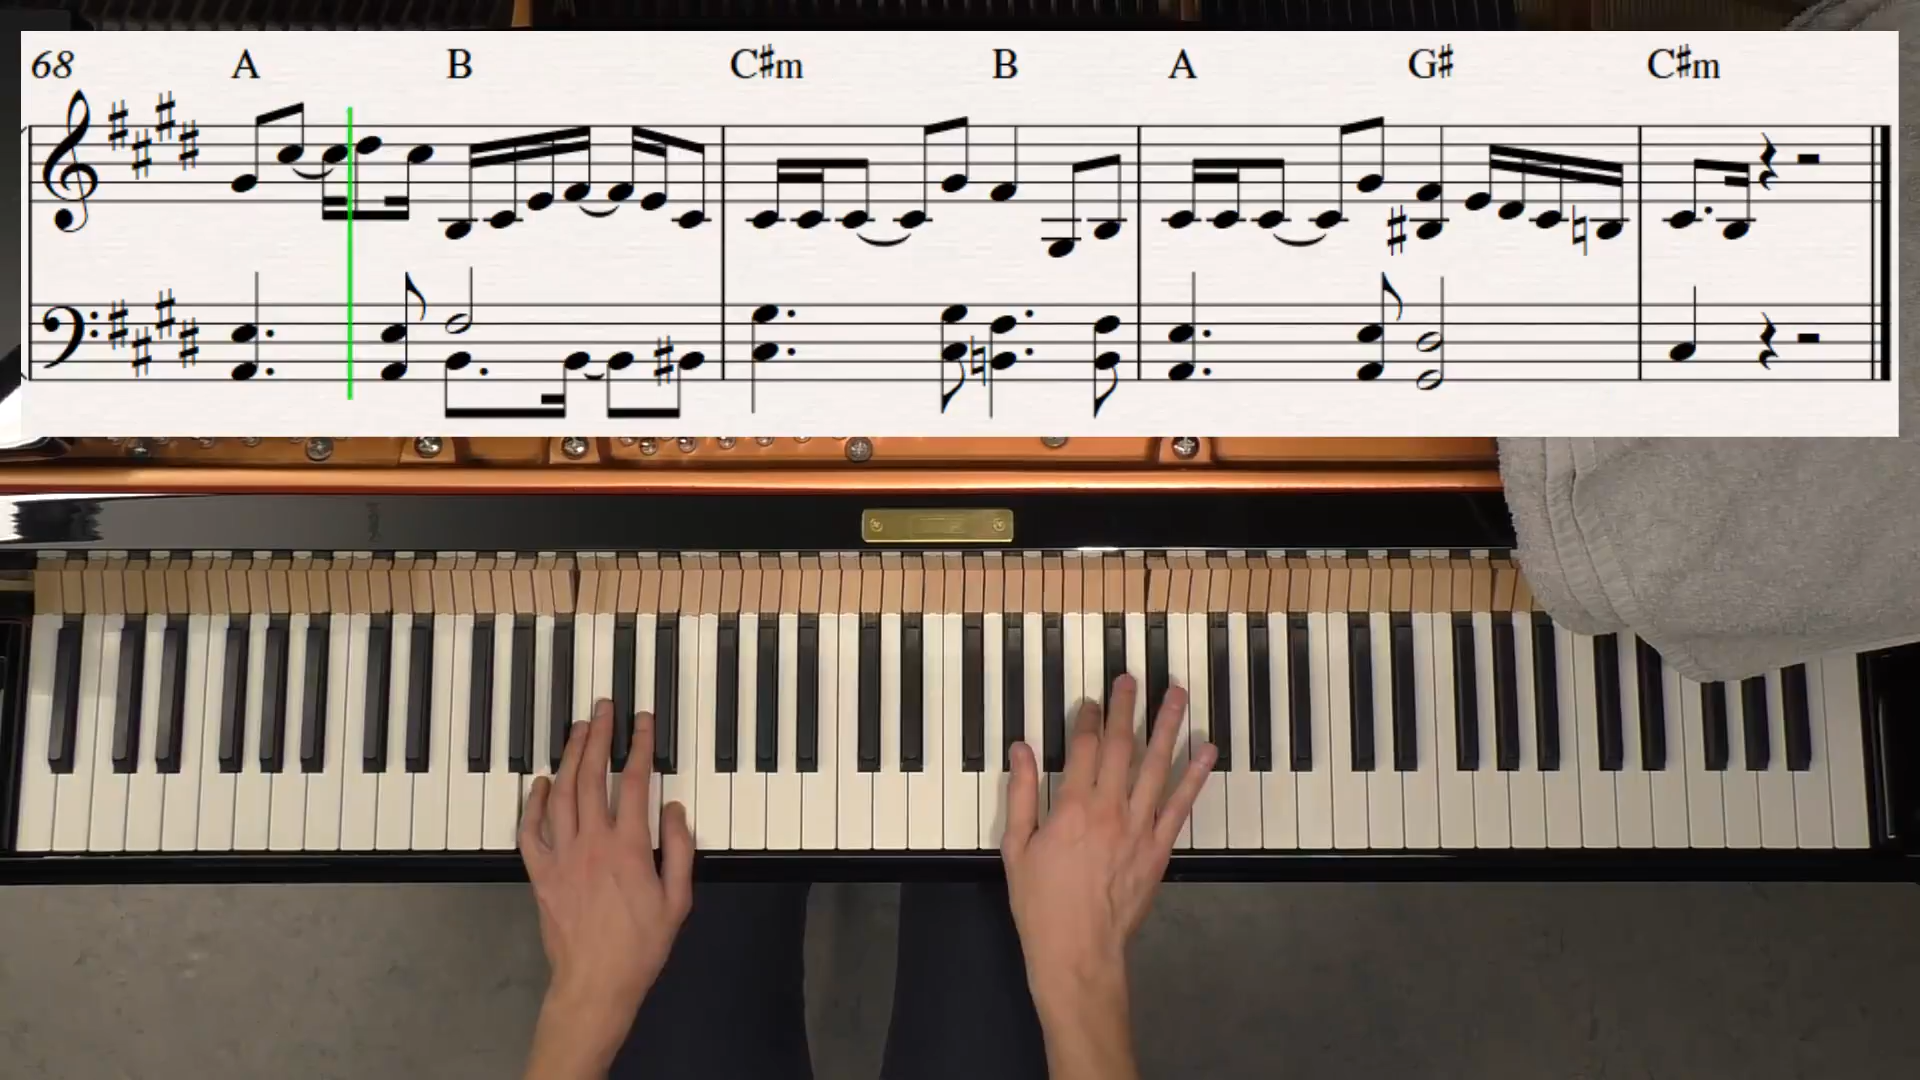 68 A B C♯m B A G♯ C♯m